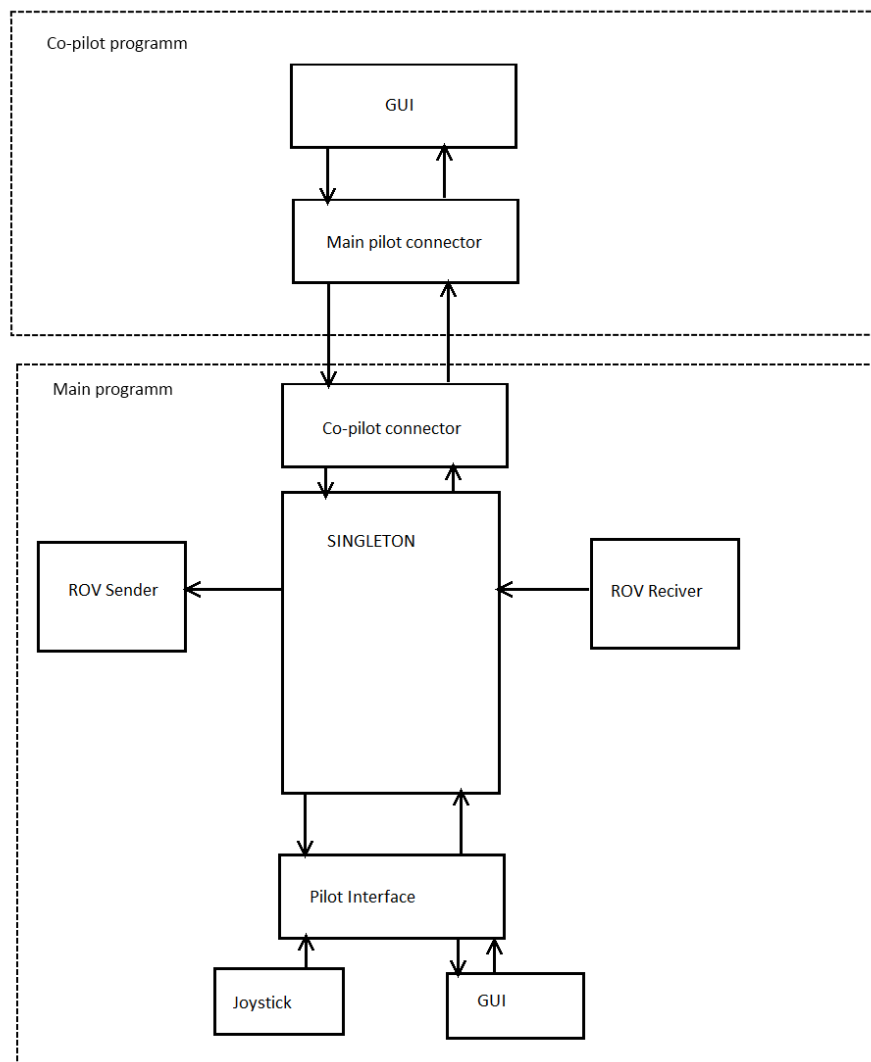 Co-pilot programm
GUI
Main pilot connector
Main programm
Co-pilot connector
SINGLETON
ROV Sender
ROV Reciver
Pilot Interface
Joystick
GUI